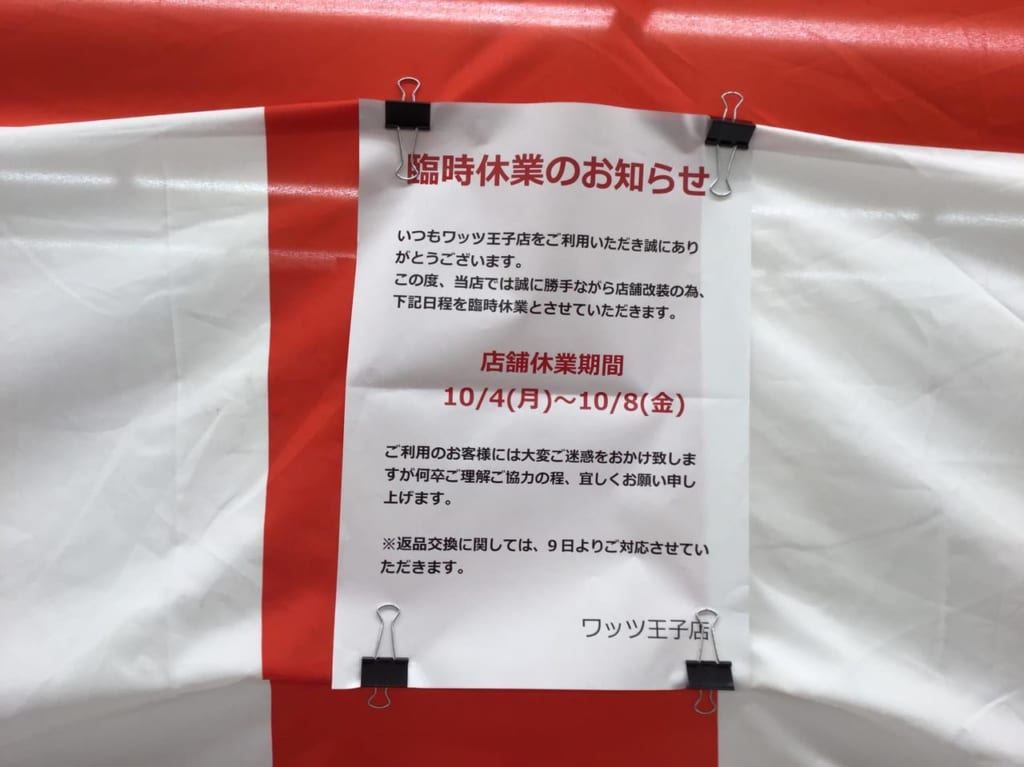 臨時休業のお知らせ
いつもワッツ王子店をご利用いただき誠にあり
がとうございます。
この度、当店では誠に勝手ながら店舗改装の為、
下記日程を臨時休業とさせていただきます。
店舗休業期間
10/4(月)～10/8(金)
ご利用のお客様には大変ご迷惑をおかけ致しま
すが何卒ご理解ご協力の程、宜しくお願い申し
上げます。
※返品交換に関しては、９日よりご対応させてい
ただきます。
ワッツ王子店